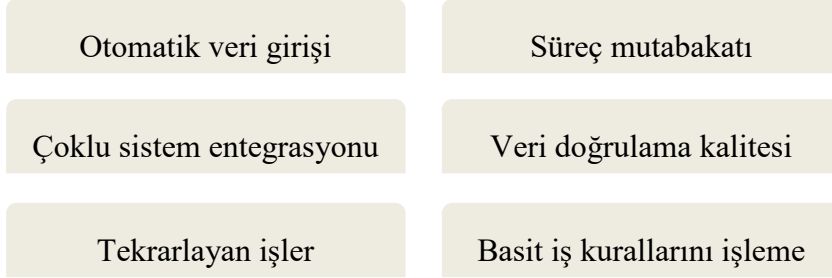 Otomatik veri girişi
Süreç mutabakatı
Çoklu sistem entegrasyonu
Veri doğrulama kalitesi
Tekrarlayan işler
Basit iş kurallarını işleme